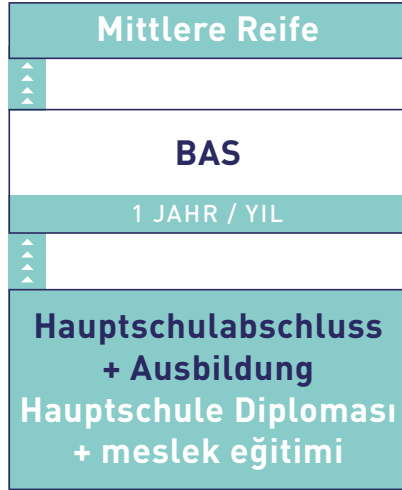 Mittlere Reife
BAS
1 JAHR / YIL
Hauptschulabschluss
+ Ausbildung
Hauptschule Diploması
+ meslek eğitimi